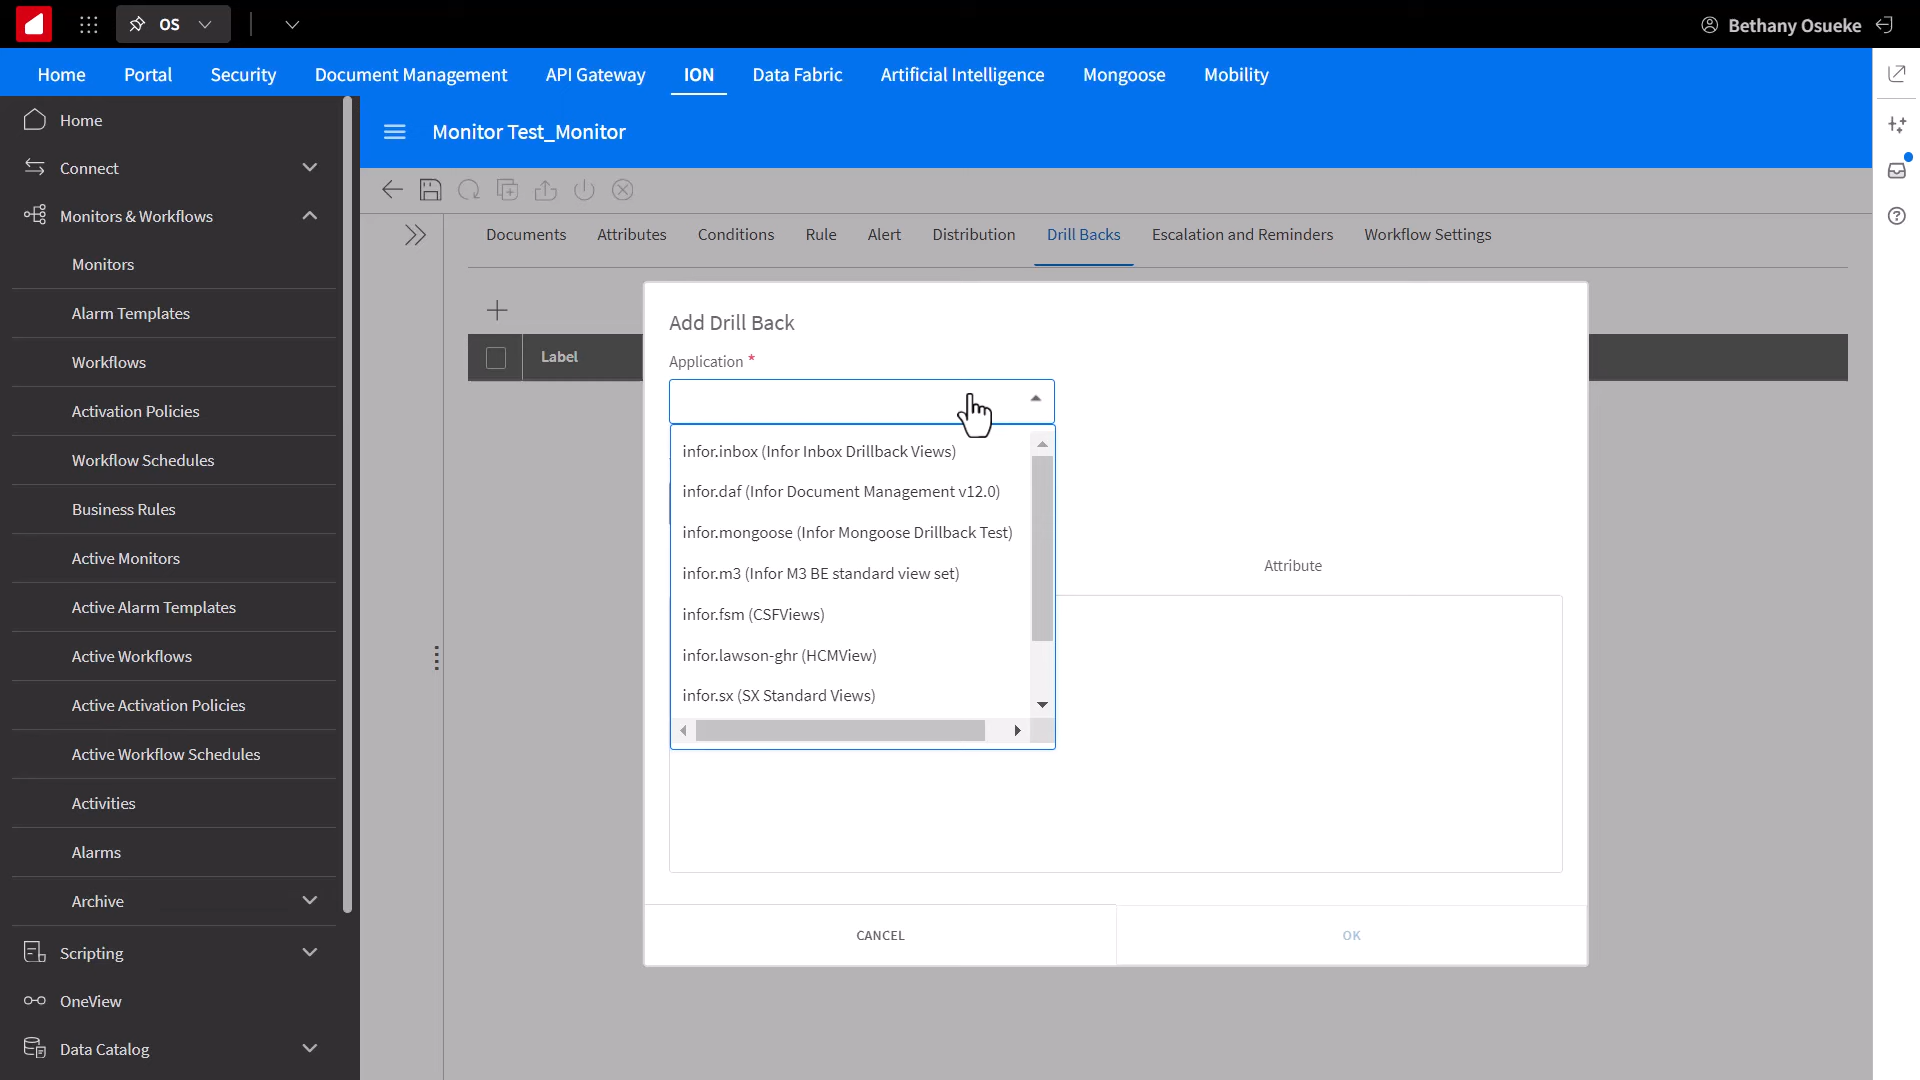 OS
Bethany Osueke
Home
Portal
Security
Document Management
API Gateway
ION
Data Fabric
Artificial Intelligence
Mongoose
Mobility
Home
Connect
Monitors & Workflows
Monitors
Alarm Templates
Workflows
Activation Policies
Workflow Schedules
Business Rules
Active Monitors
Active Alarm Templates
Active Workflows
Active Activation Policies
Active Workflow Schedules
Activities
Alarms
Archive
Scripting
OneView
Data Catalog
Monitor Test_Monitor
Documents
Attributes
Conditions
Rule
Alert
Distribution
Drill Backs
Escalation and Reminders
Workflow Settings
Label
Add Drill Back
Application *
infor.inbox (Infor Inbox Drillback Views)
infor.daf (Infor Document Management v12.0)
infor.mongoose (Infor Mongoose Drillback Test)
infor.m3 (Infor M3 BE standard view set)
infor.fsm (CSFViews)
infor.lawson-ghr (HCMView)
infor.sx (SX Standard Views)
Attribute
CANCEL
OK